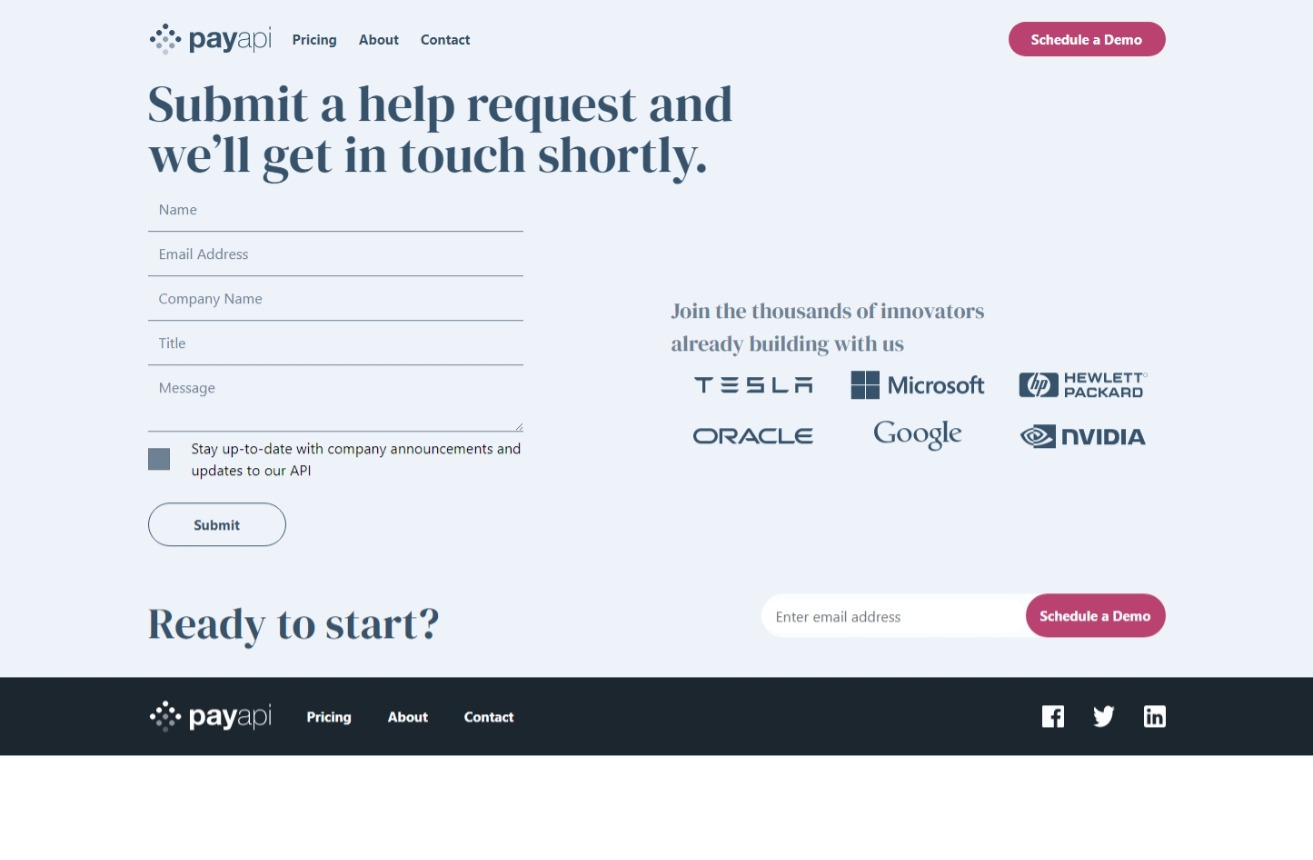 payapi Pricing About Contact Schedule a Demo
Submit a help request and
we’ll get in touch shortly.
Name
Email Address
Company Name
Title
Message
Stay up-to-date with company announcements and
updates to our API
Submit
Join the thousands of innovators
already building with us
TESLA Microsoft hp HEWLETT
PACKARD
ORACLE Google NVIDIA
Ready to start? Enter email address Schedule a Demo
payapi Pricing About Contact f in